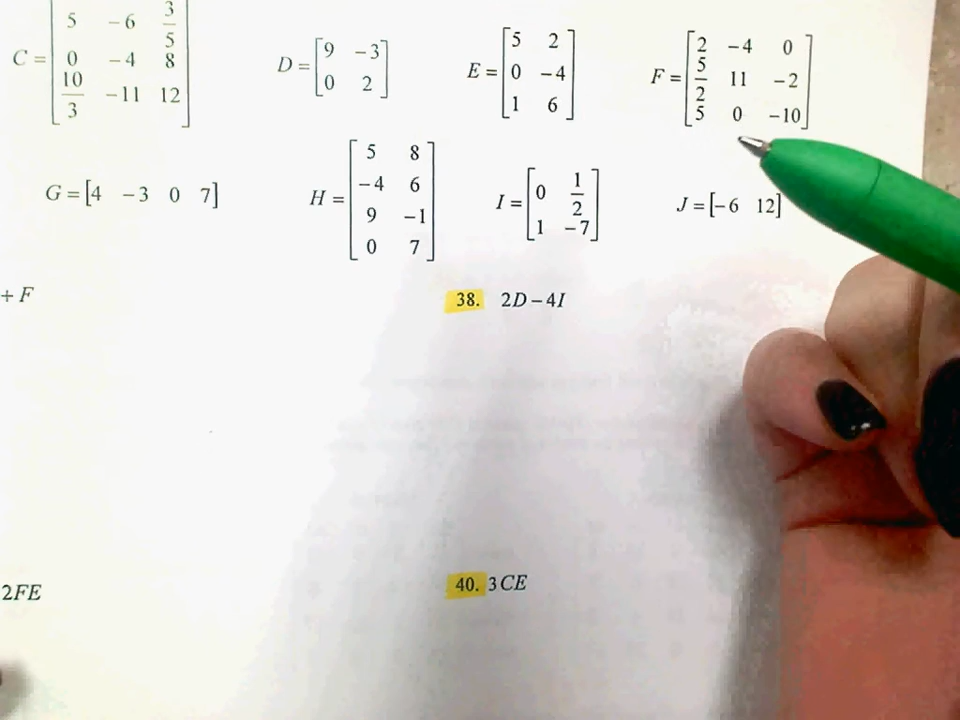 C = [5 -6 3/5
0 -4 8
10/3 -11 12]
D = [9 -3
0 2]
E = [5 2
0 -4
1 6]
F = [2 -4 0
5/2 11 -2
5 0 -10]
G = [4 -3 0 7]
H = [5 8
-4 6
9 -1
0 7]
I = [0 1/2
1 -7]
J = [-6 12]
+ F
38. 2D - 4I
2FE
40. 3CE